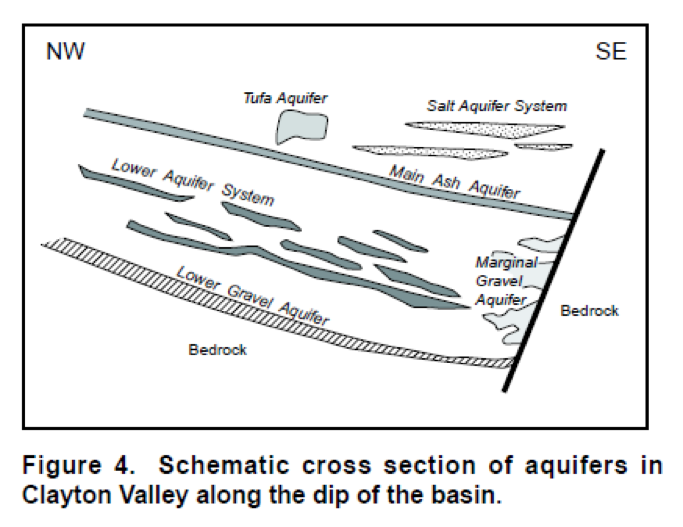 NW
SE
Tufa Aquifer
Salt Aquifer System
Main Ash Aquifer
Lower Aquifer System
Marginal
Gravel
Aquifer
Lower Gravel Aquifer
Bedrock
Bedrock
Figure 4. Schematic cross section of aquifers in
Clayton Valley along the dip of the basin.